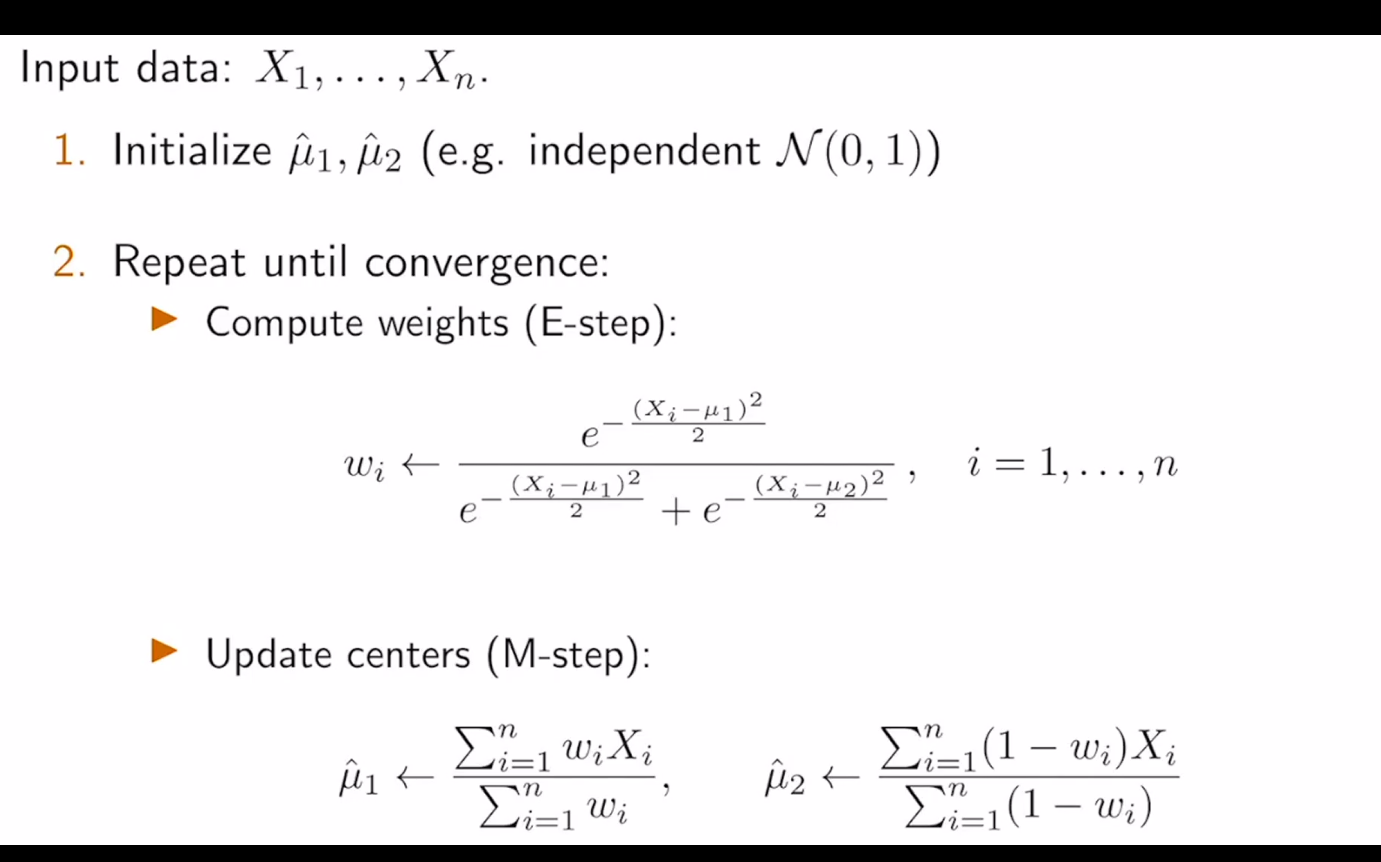 Input data: $X_1, \ldots, X_n$.
1. Initialize $\hat{\mu}_1, \hat{\mu}_2$ (e.g. independent $\mathcal{N}(0, 1)$)
2. Repeat until convergence:
▶ Compute weights (E-step):
$w_i \leftarrow \frac{e^{-\frac{(X_i-\mu_1)^2}{2}}}{e^{-\frac{(X_i-\mu_1)^2}{2}} + e^{-\frac{(X_i-\mu_2)^2}{2}}}, \quad i = 1, \ldots, n$
▶ Update centers (M-step):
$\hat{\mu}_1 \leftarrow \frac{\sum_{i=1}^{n} w_i X_i}{\sum_{i=1}^{n} w_i}, \quad \hat{\mu}_2 \leftarrow \frac{\sum_{i=1}^{n} (1 - w_i) X_i}{\sum_{i=1}^{n} (1 - w_i)}$